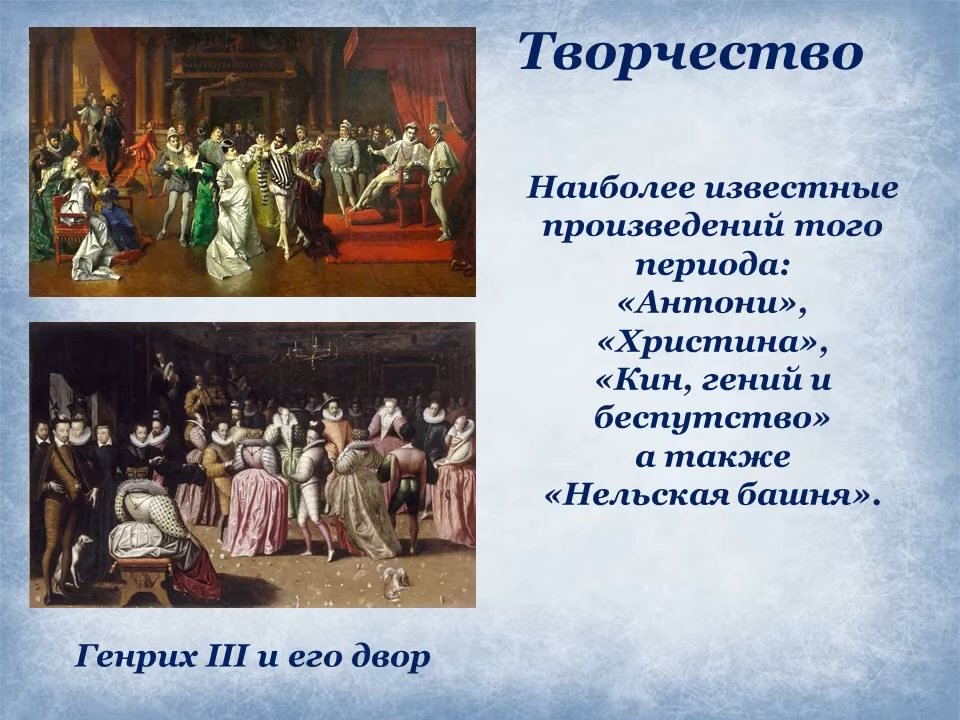 Творчество
Наиболее известные
произведений того
периода:
«Антони»,
«Христина»,
«Кин, гений и
беспутство»
а также
«Нельская башня».
Генрих III и его двор